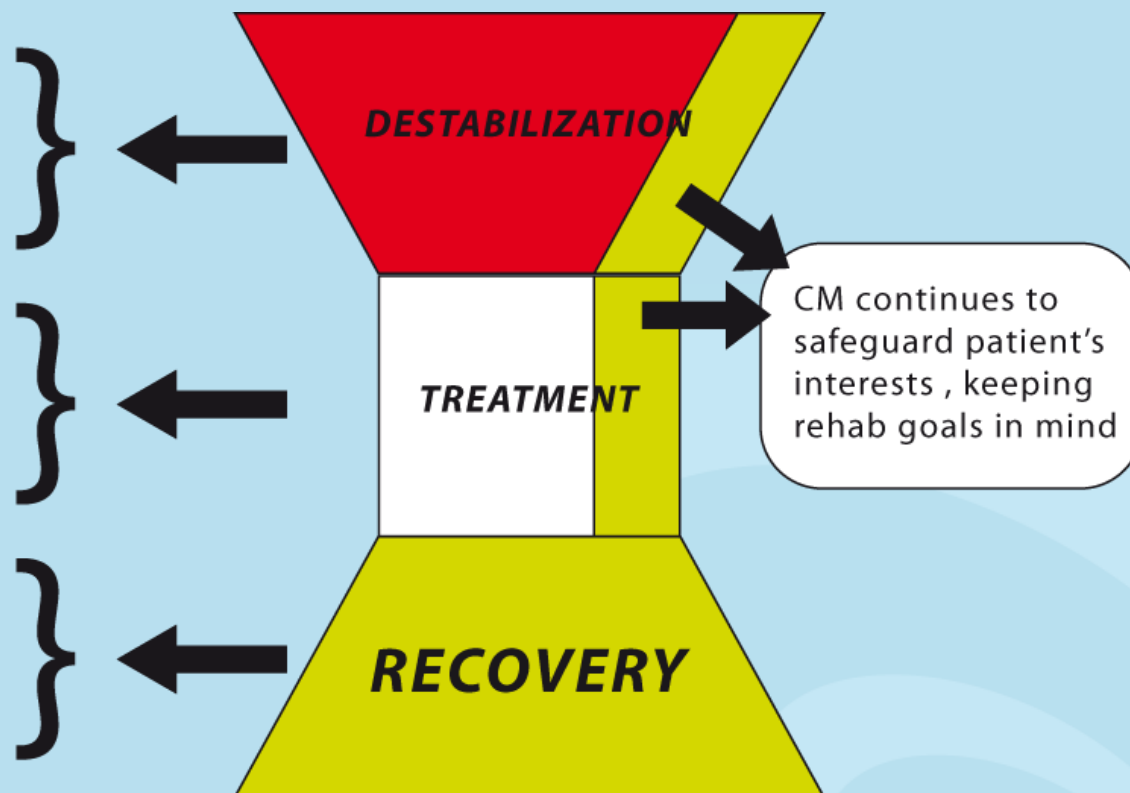 DESTABILIZATION
CM continues to
safeguard patient’s
interests , keeping
rehab goals in mind
TREATMENT
RECOVERY